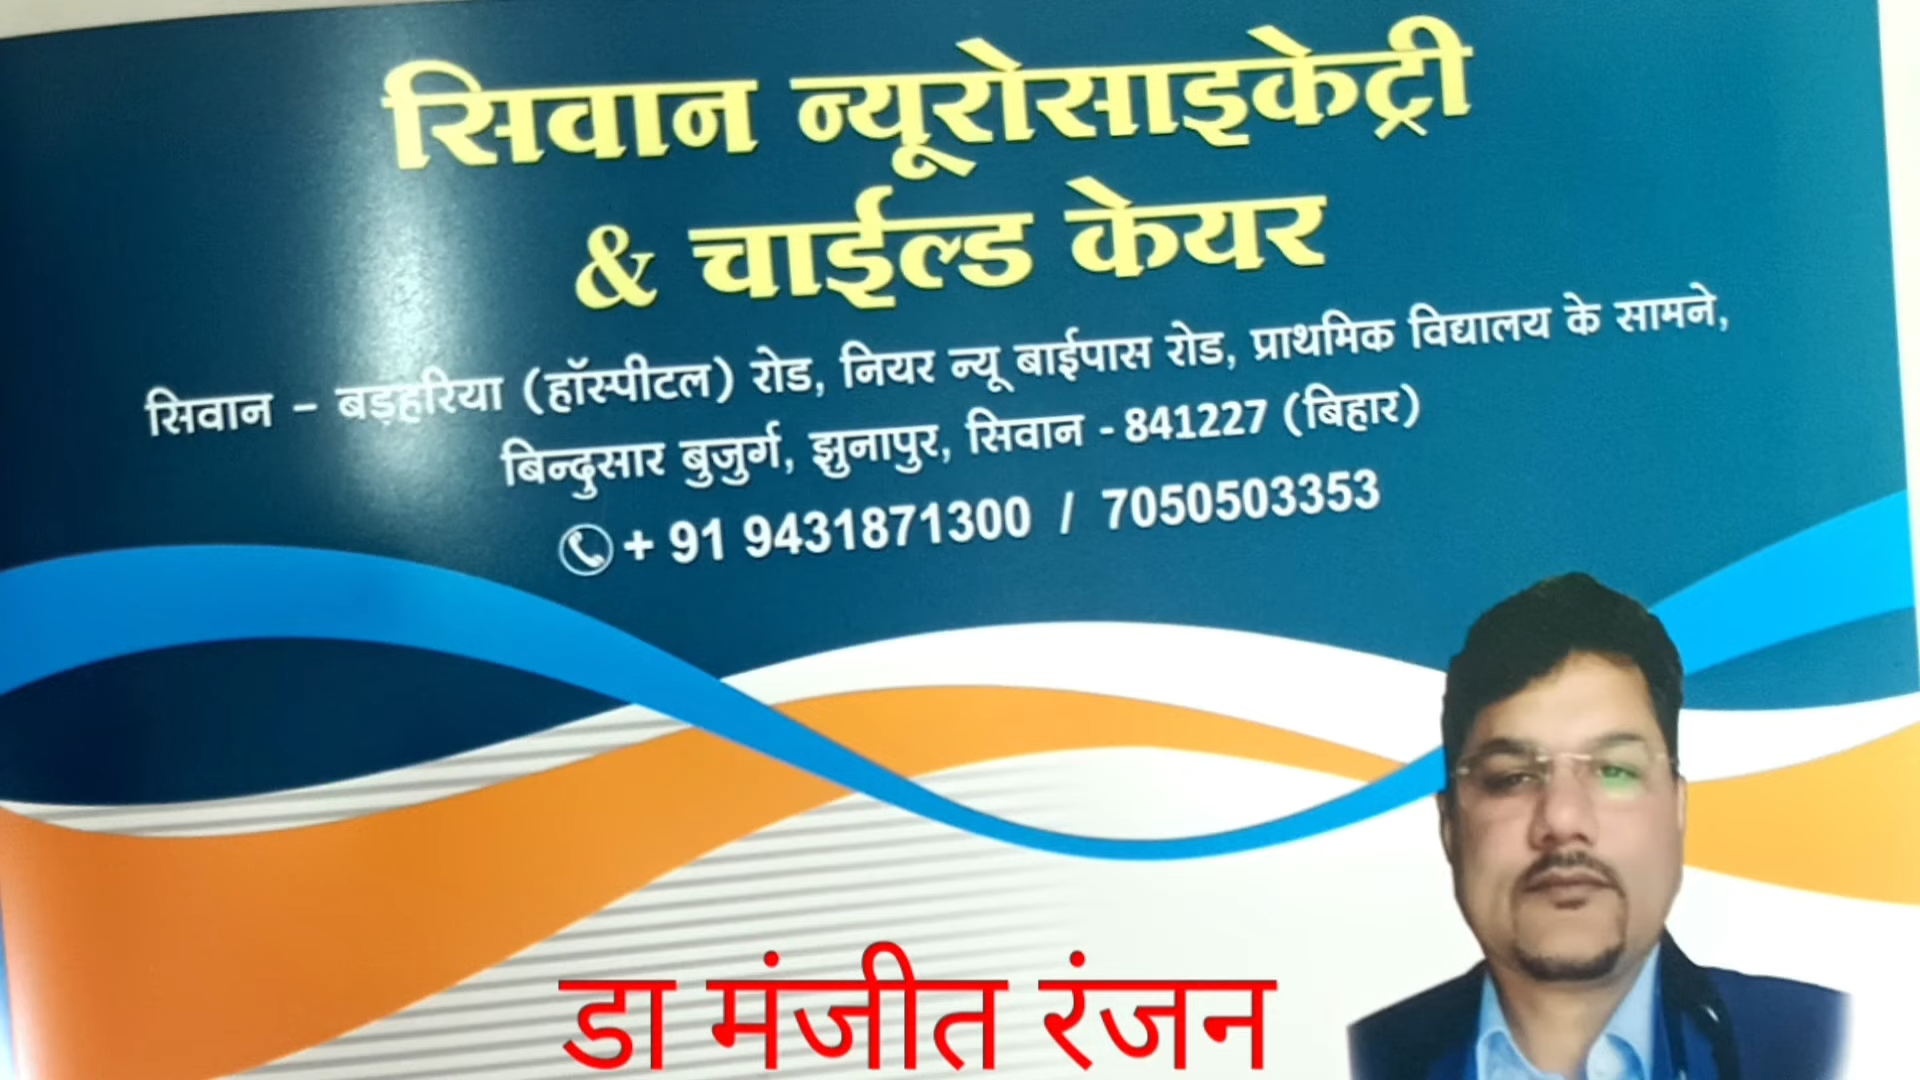 सिवान न्यूरोसाइकेट्री
& चाईल्ड केयर
सिवान – बड़हरिया (हॉस्पीटल) रोड, नियर न्यू बाईपास रोड, प्राथमिक विद्यालय के सामने,
बिन्दुसार बुजुर्ग, झुनापुर, सिवान - 841227 (बिहार)
+ 91 9431871300 / 7050503353
डा मंजीत रंजन